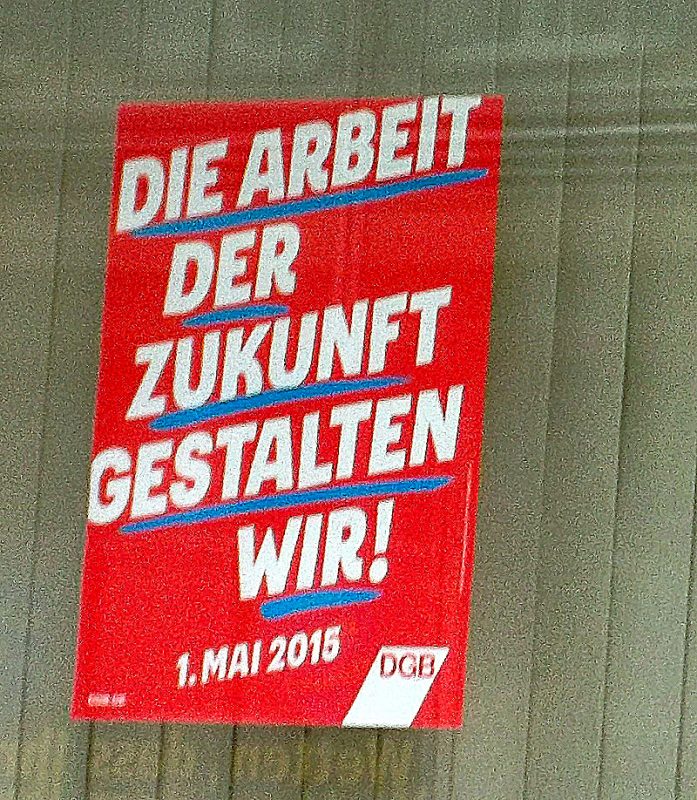 DIE ARBEIT
DER
ZUKUNFT
GESTALTEN
WIR!
1. MAI 2015
DGB